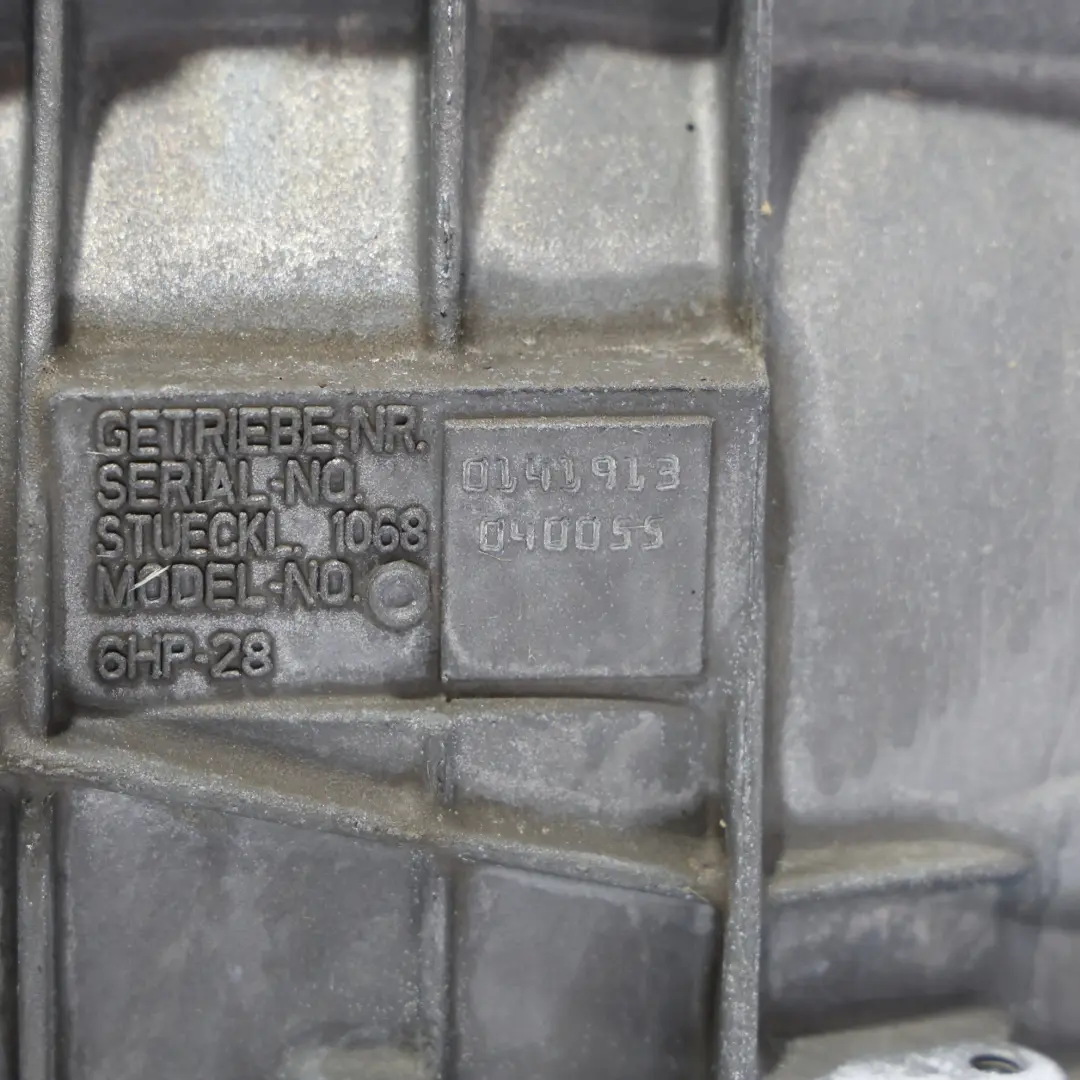 GETRIEBE-NR.
SERIAL-NO. 0141913
STUECKL. 1068 040055
MODEL-NO.
6HP-28